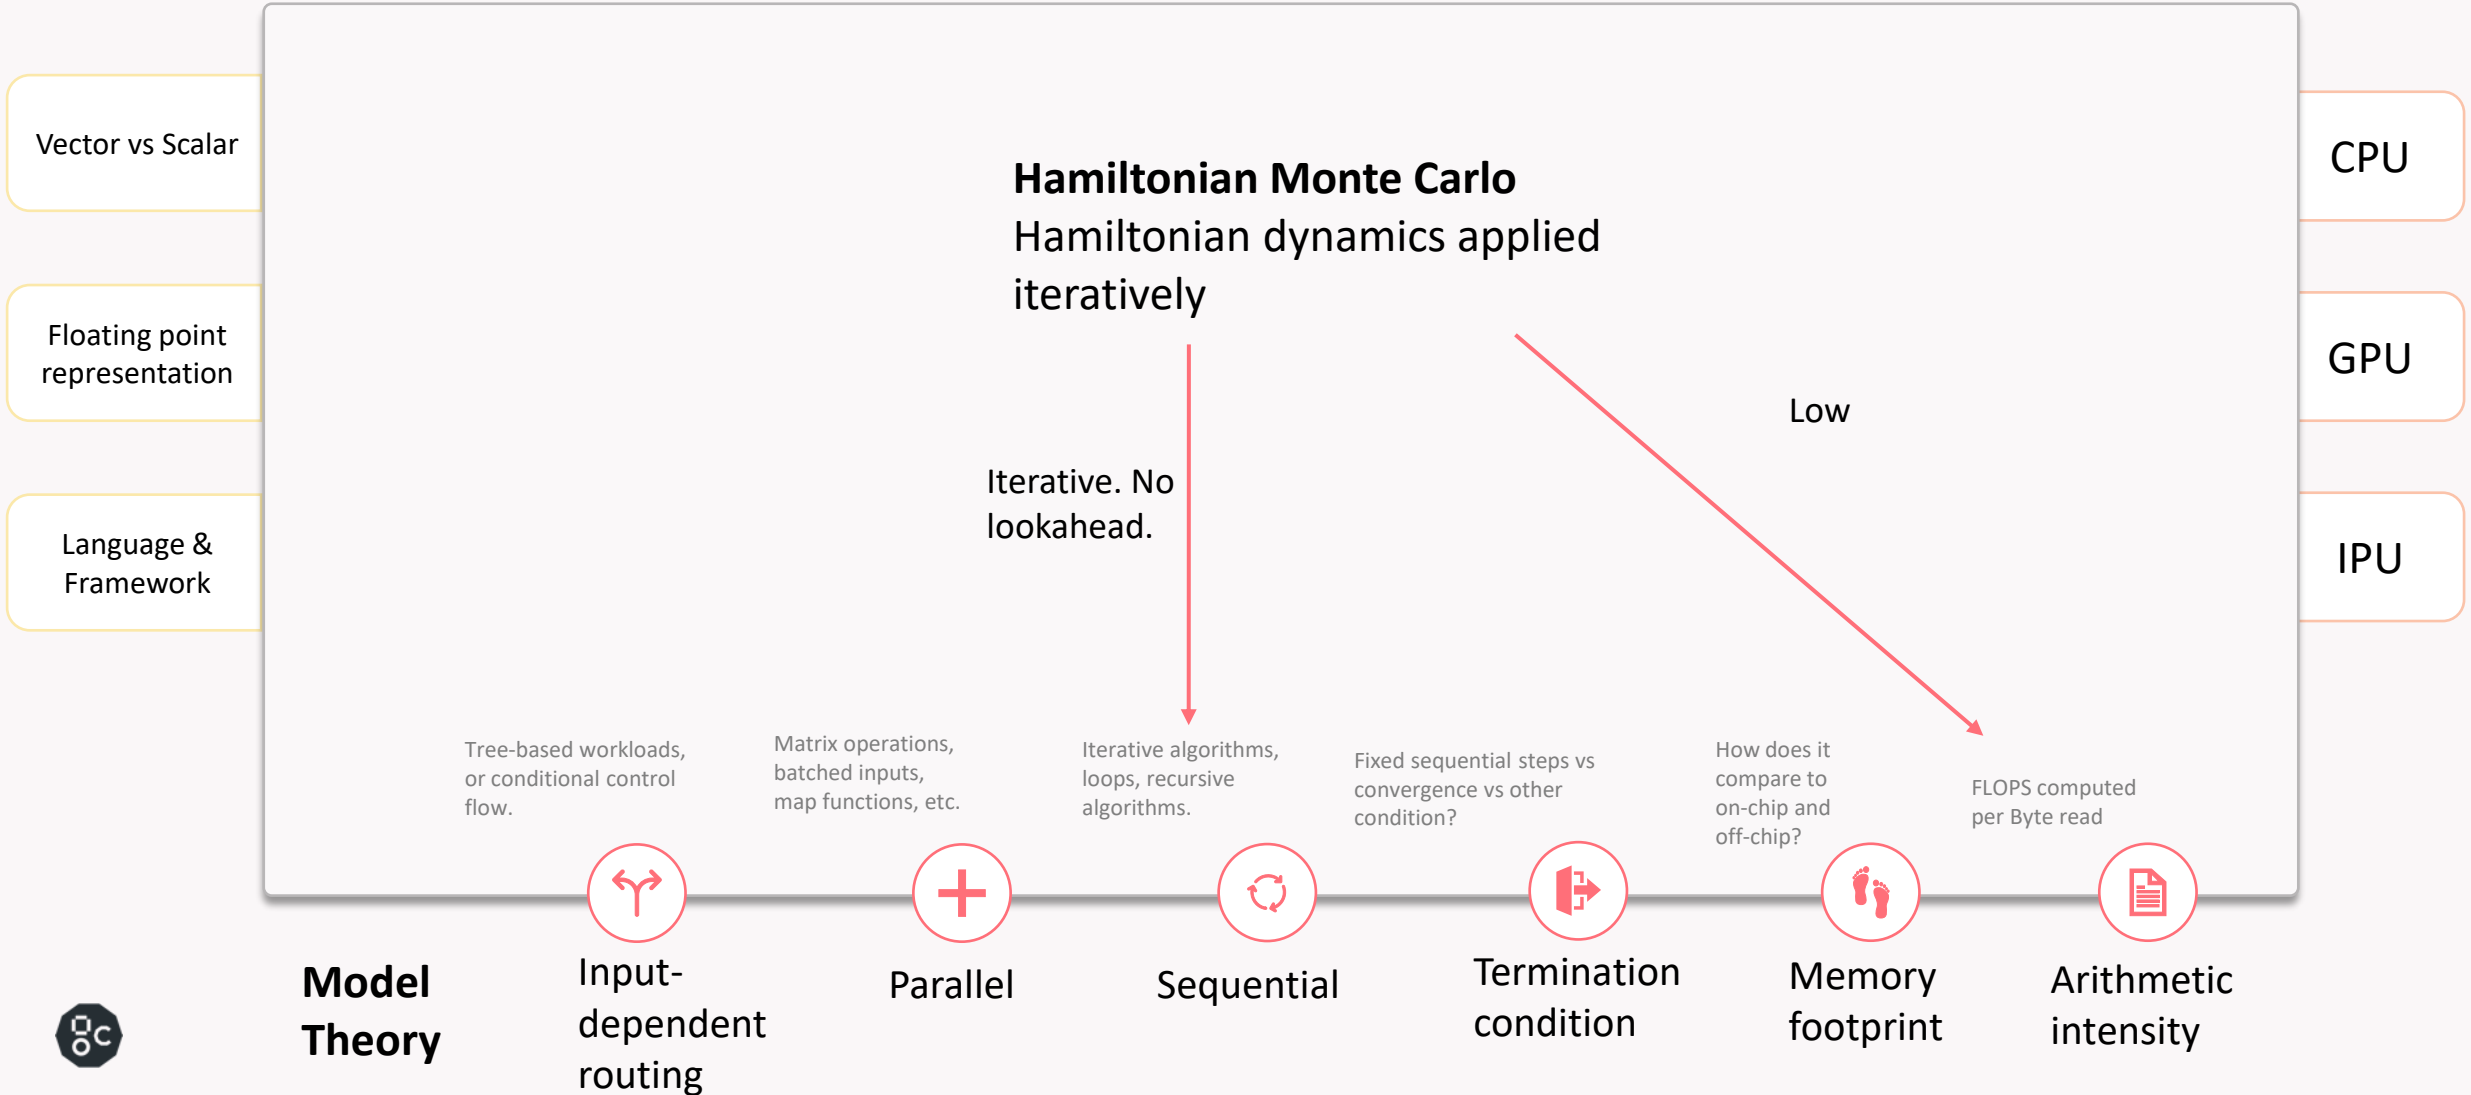 Vector vs Scalar
Floating point
representation
Language &
Framework
Hamiltonian Monte Carlo
Hamiltonian dynamics applied
iteratively
Iterative. No
lookahead.
Low
CPU
GPU
IPU
Tree-based workloads,
or conditional control
flow.
Matrix operations,
batched inputs,
map functions, etc.
Iterative algorithms,
loops, recursive
algorithms.
Fixed sequential steps vs
convergence vs other
condition?
How does it
compare to
on-chip and
off-chip?
FLOPS computed
per Byte read
Model
Theory
Input-
dependent
routing
Parallel
Sequential
Termination
condition
Memory
footprint
Arithmetic
intensity